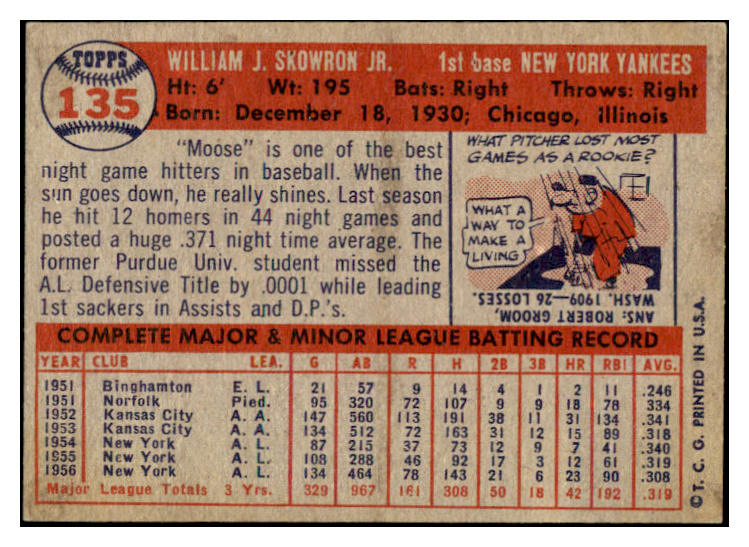 TOPPS
135
WILLIAM J. SKOWRON JR. 1st base NEW YORK YANKEES
Ht: 6' Wt: 195 Bats: Right Throws: Right
Born: December 18, 1930; Chicago, Illinois
"Moose" is one of the best
night game hitters in baseball. When the
sun goes down, he really shines. Last season
he hit 12 homers in 44 night games and
posted a huge .371 night time average. The
former Purdue Univ. student missed the
A.L. Defensive Title by .0001 while leading
1st sackers in Assists and D.P.'s.
WHAT PITCHER LOST MOST
GAMES AS A ROOKIE?
WHAT A
WAY TO
MAKE A
LIVING
ANS: ROBERT GROOM,
WASH. 1909-26 LOSSES.
COMPLETE MAJOR & MINOR LEAGUE BATTING RECORD
YEAR CLUB LEA. G AB R H 2B 3B HR RBI AVG.
1951 Binghamton E. L. 21 57 9 14 4 1 2 11 .246
1951 Norfolk Pied. 95 320 72 107 9 9 18 78 334
1952 Kansas City A. A. 147 560 113 191 38 11 31 134 .341
1953 Kansas City A. A. 134 512 72 163 31 12 15 89 .318
1954 New York A. L. 87 215 37 73 12 9 7 41 .340
1955 New York A. L. 108 288 46 92 17 3 12 61 .319
1956 New York A. L. 134 464 78 143 21 6 23 90 .308
Major League Totals 3 Yrs. 329 967 161 308 50 18 42 192 .319
©T. C. G. PRINTED IN U.S.A.